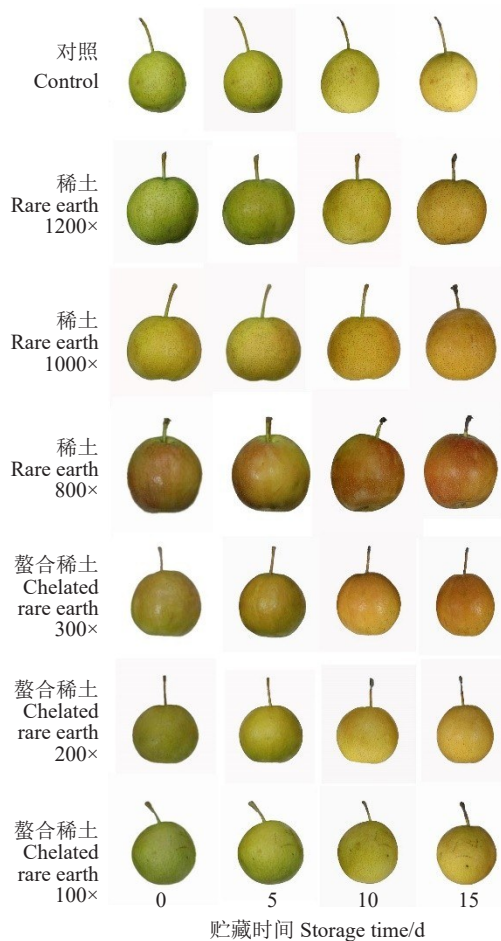 对照
Control
稀土
Rare earth
1200×
稀土
Rare earth
1000×
稀土
Rare earth
800×
螯合稀土
Chelated
rare earth
300×
螯合稀土
Chelated
rare earth
200×
螯合稀土
Chelated
rare earth
100×
0 5 10 15
贮藏时间 Storage time/d